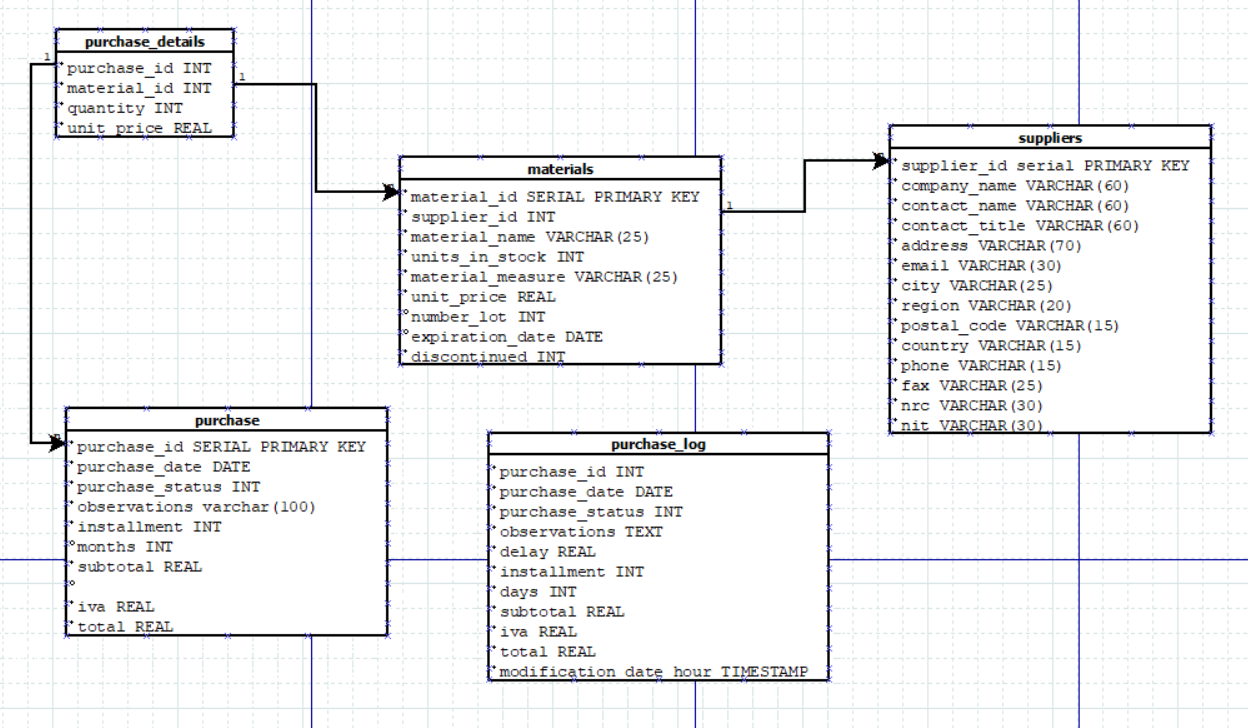 purchase_details
1
purchase_id INT
material_id INT
1
quantity INT
unit_price REAL
materials
material_id SERIAL PRIMARY KEY
supplier_id INT
1
material_name VARCHAR(25)
units_in_stock INT
material_measure VARCHAR(25)
unit_price REAL
number_lot INT
expiration_date DATE
discontinued INT
suppliers
supplier_id serial PRIMARY KEY
company_name VARCHAR(60)
contact_name VARCHAR(60)
contact_title VARCHAR(60)
address VARCHAR(70)
email VARCHAR(30)
city VARCHAR(25)
region VARCHAR(20)
postal_code VARCHAR(15)
country VARCHAR(15)
phone VARCHAR(15)
fax VARCHAR(25)
nrc VARCHAR(30)
nit VARCHAR(30)
purchase
purchase_id SERIAL PRIMARY KEY
purchase_date DATE
purchase_status INT
observations varchar(100)
installment INT
months INT
subtotal REAL
iva REAL
total REAL
purchase_log
purchase_id INT
purchase_date DATE
purchase_status INT
observations TEXT
delay REAL
installment INT
days INT
subtotal REAL
iva REAL
total REAL
modification_date_hour TIMESTAMP